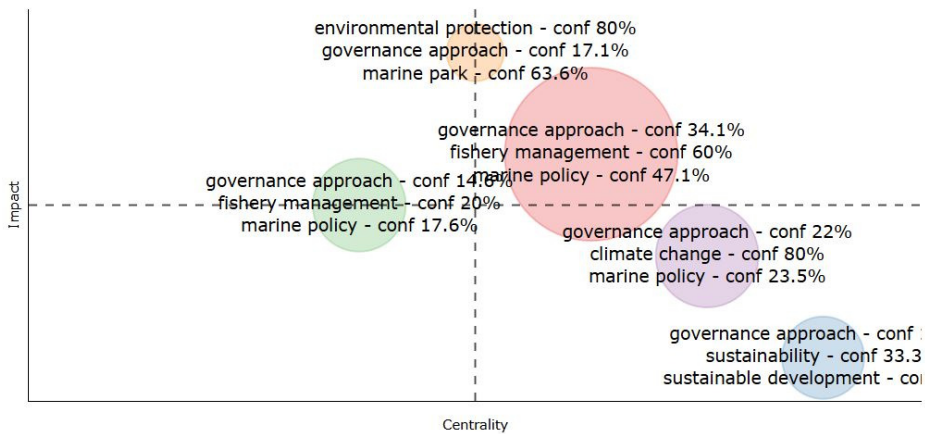 environmental protection - conf 80%
governance approach - conf 17.1%
marine park - conf 63.6%
governance approach - conf 34.1%
fishery management - conf 60%
marine policy - conf 47.1%
governance approach - conf 14.6%
fishery management - conf 20%
marine policy - conf 17.6%
governance approach - conf 22%
climate change - conf 80%
marine policy - conf 23.5%
governance approach - conf
sustainability - conf 33.3
sustainable development -
Impact
Centrality